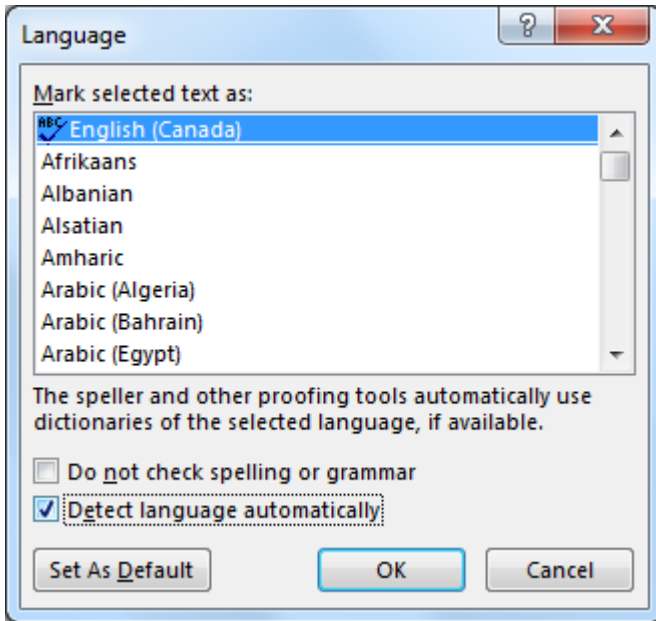 Language
Mark selected text as:
ABC English (Canada)
Afrikaans
Albanian
Alsatian
Amharic
Arabic (Algeria)
Arabic (Bahrain)
Arabic (Egypt)
The speller and other proofing tools automatically use
dictionaries of the selected language, if available.
Do not check spelling or grammar
Detect language automatically
Set As Default
OK
Cancel